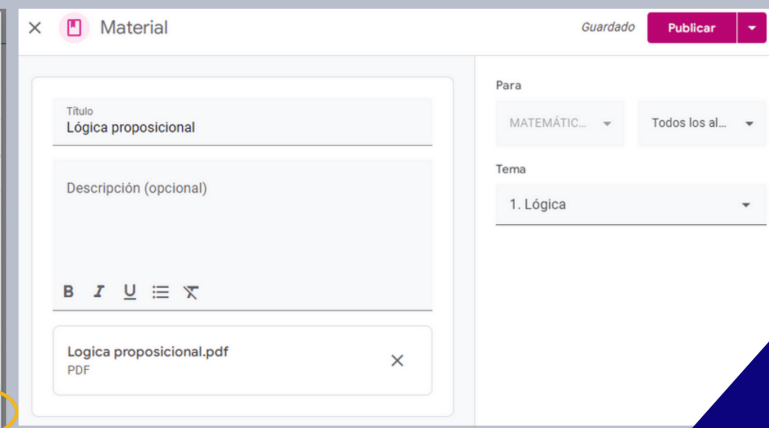 Material
Guardado
Publicar
Título
Lógica proposicional
Descripción (opcional)
B I U
Logica proposicional.pdf
PDF
Para
MATEMÁTIC...
Todos los al...
Tema
1. Lógica